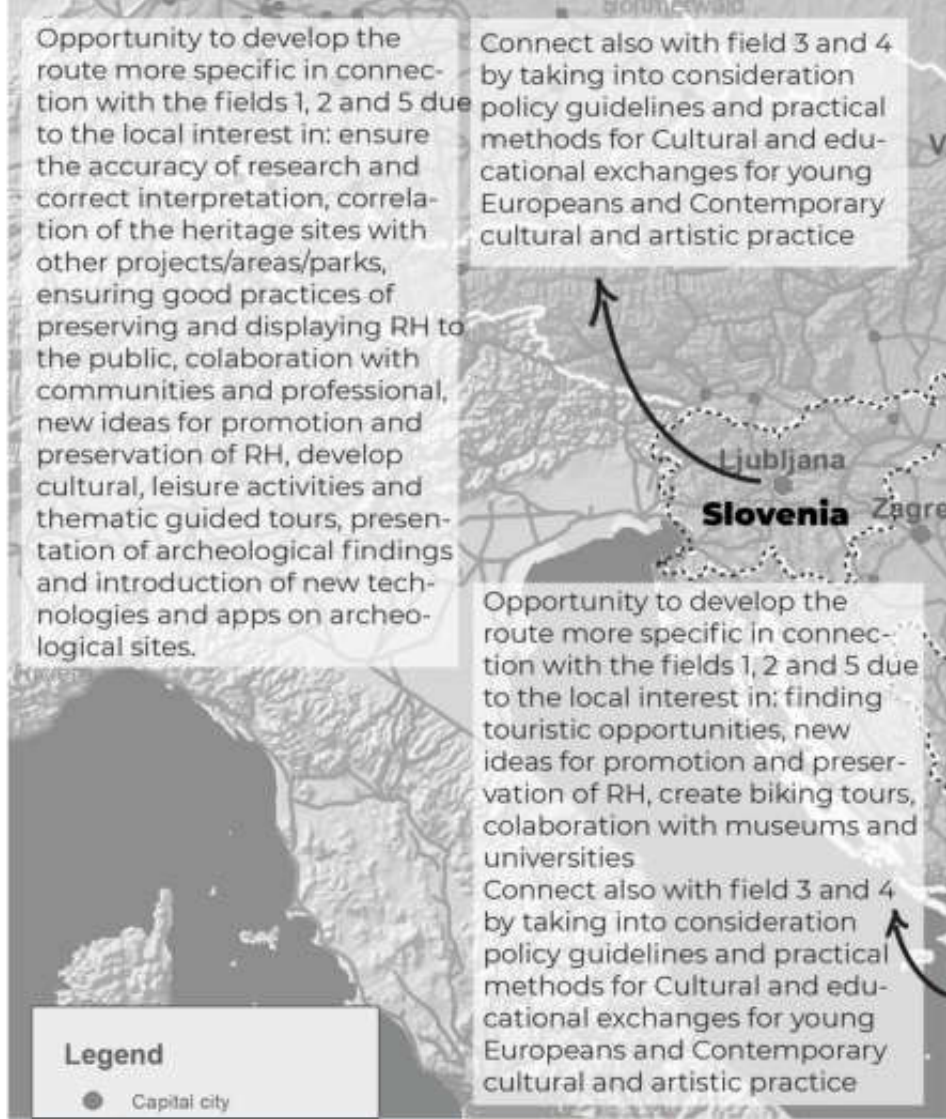 Opportunity to develop the
route more specific in connec-
tion with the fields 1, 2 and 5 due
to the local interest in: ensure
the accuracy of research and
correct interpretation, correla-
tion of the heritage sites with
other projects/areas/parks,
ensuring good practices of
preserving and displaying RH to
the public, colaboration with
communities and professional,
new ideas for promotion and
preservation of RH, develop
cultural, leisure activities and
thematic guided tours, presen-
tation of archeological findings
and introduction of new tech-
nologies and apps on archeo-
logical sites.
Connect also with field 3 and 4
by taking into consideration
policy guidelines and practical
methods for Cultural and edu-
cational exchanges for young
Europeans and Contemporary
cultural and artistic practice
Ljubljana
Slovenia
Zagre
Opportunity to develop the
route more specific in connec-
tion with the fields 1, 2 and 5 due
to the local interest in: finding
touristic opportunities, new
ideas for promotion and preser-
vation of RH, create biking tours,
colaboration with museums and
universities
Connect also with field 3 and 4
by taking into consideration
policy guidelines and practical
methods for Cultural and edu-
cational exchanges for young
Europeans and Contemporary
cultural and artistic practice
Legend
Capital city